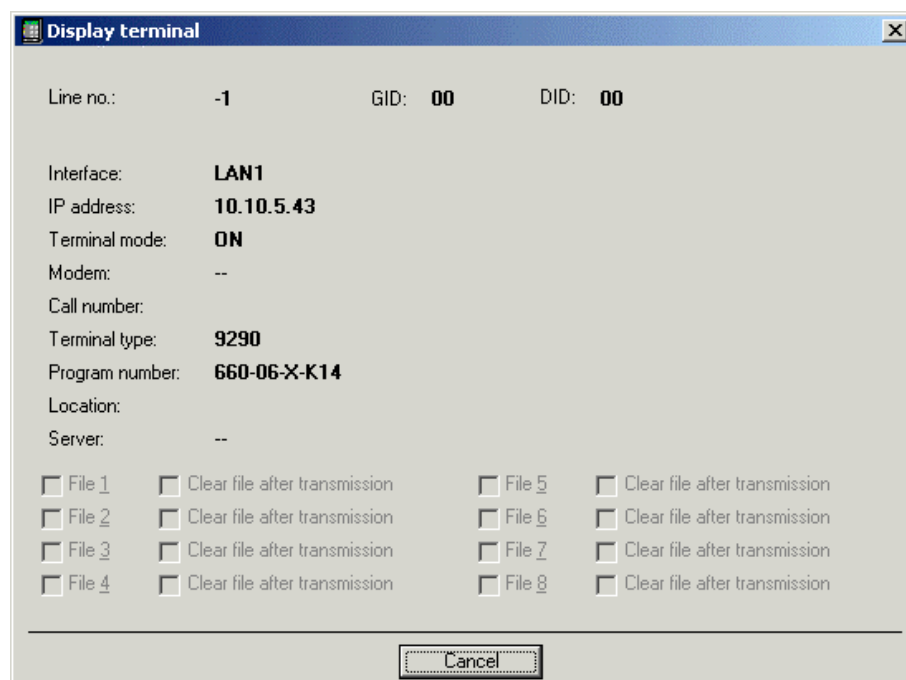 Display terminal
Line no.: -1 GID: 00 DID: 00
Interface: LAN1
IP address: 10.10.5.43
Terminal mode: ON
Modem: --
Call number:
Terminal type: 9290
Program number: 660-06-X-K14
Location:
Server: --
File 1 Clear file after transmission File 5 Clear file after transmission
File 2 Clear file after transmission File 6 Clear file after transmission
File 3 Clear file after transmission File 7 Clear file after transmission
File 4 Clear file after transmission File 8 Clear file after transmission
Cancel